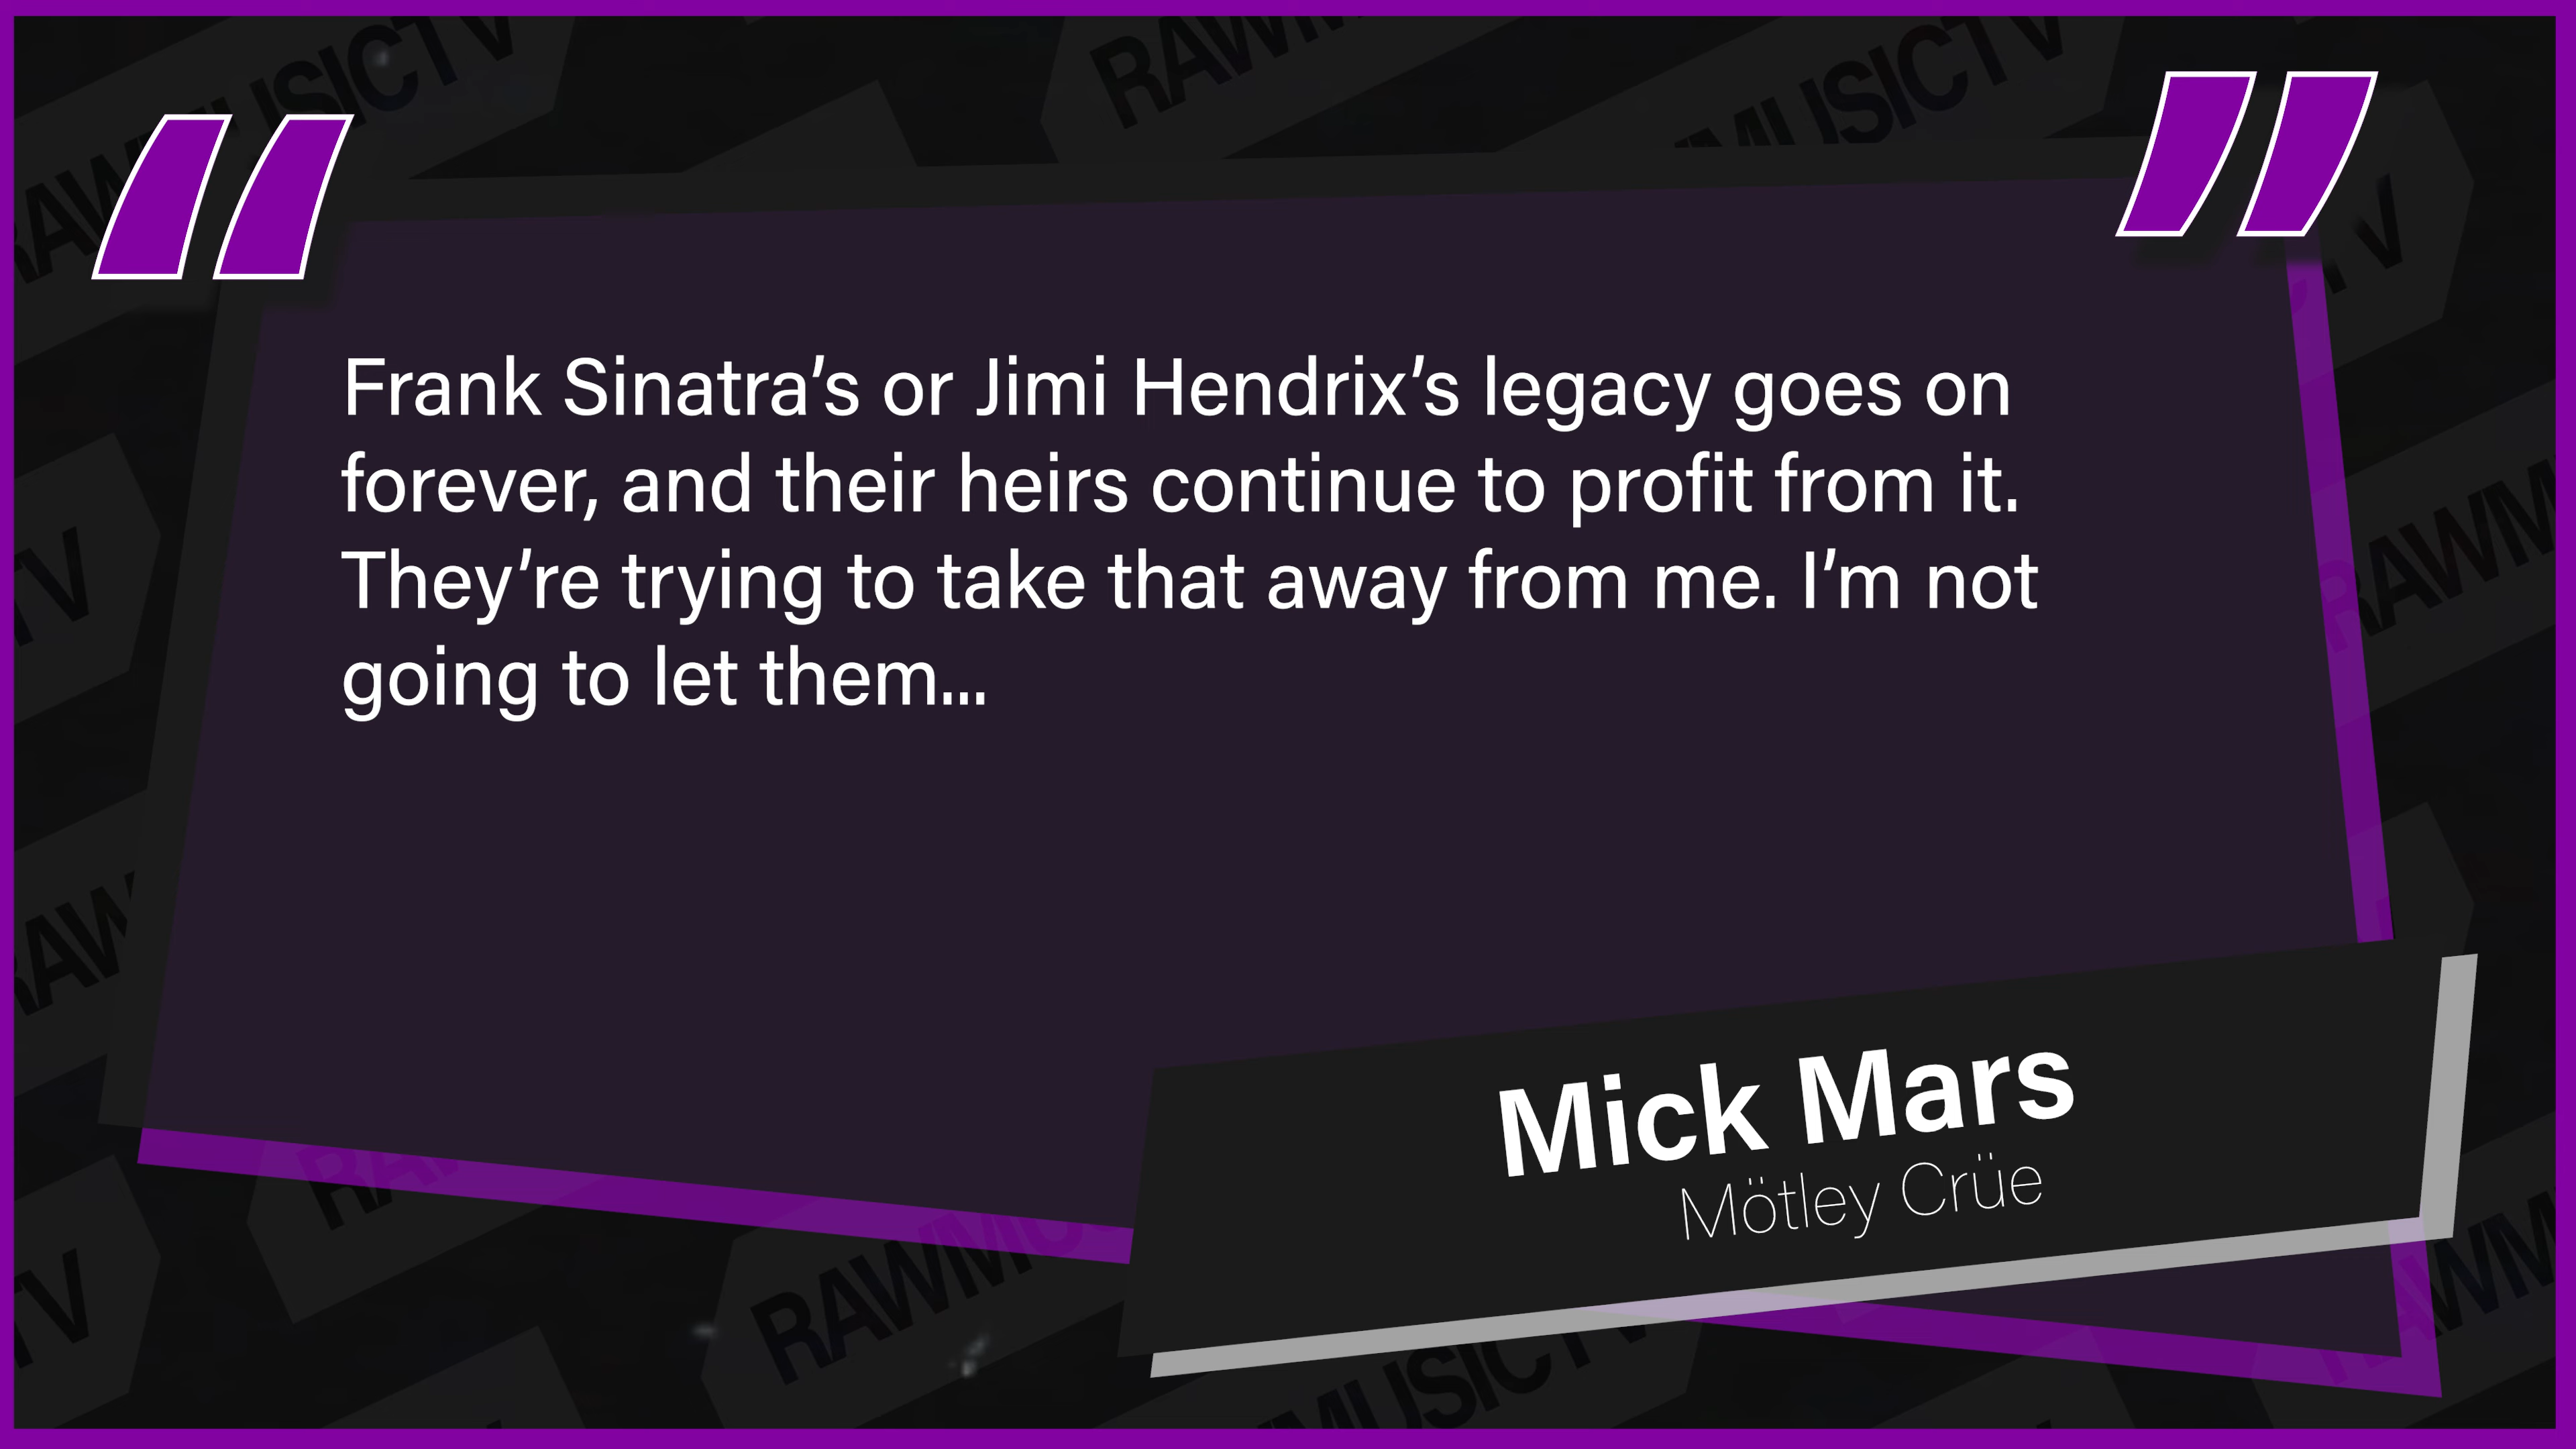 Frank Sinatra’s or Jimi Hendrix’s legacy goes on
forever, and their heirs continue to profit from it.
They’re trying to take that away from me. I’m not
going to let them...
Mick Mars
Mötley Crüe
RAWMUSICTV